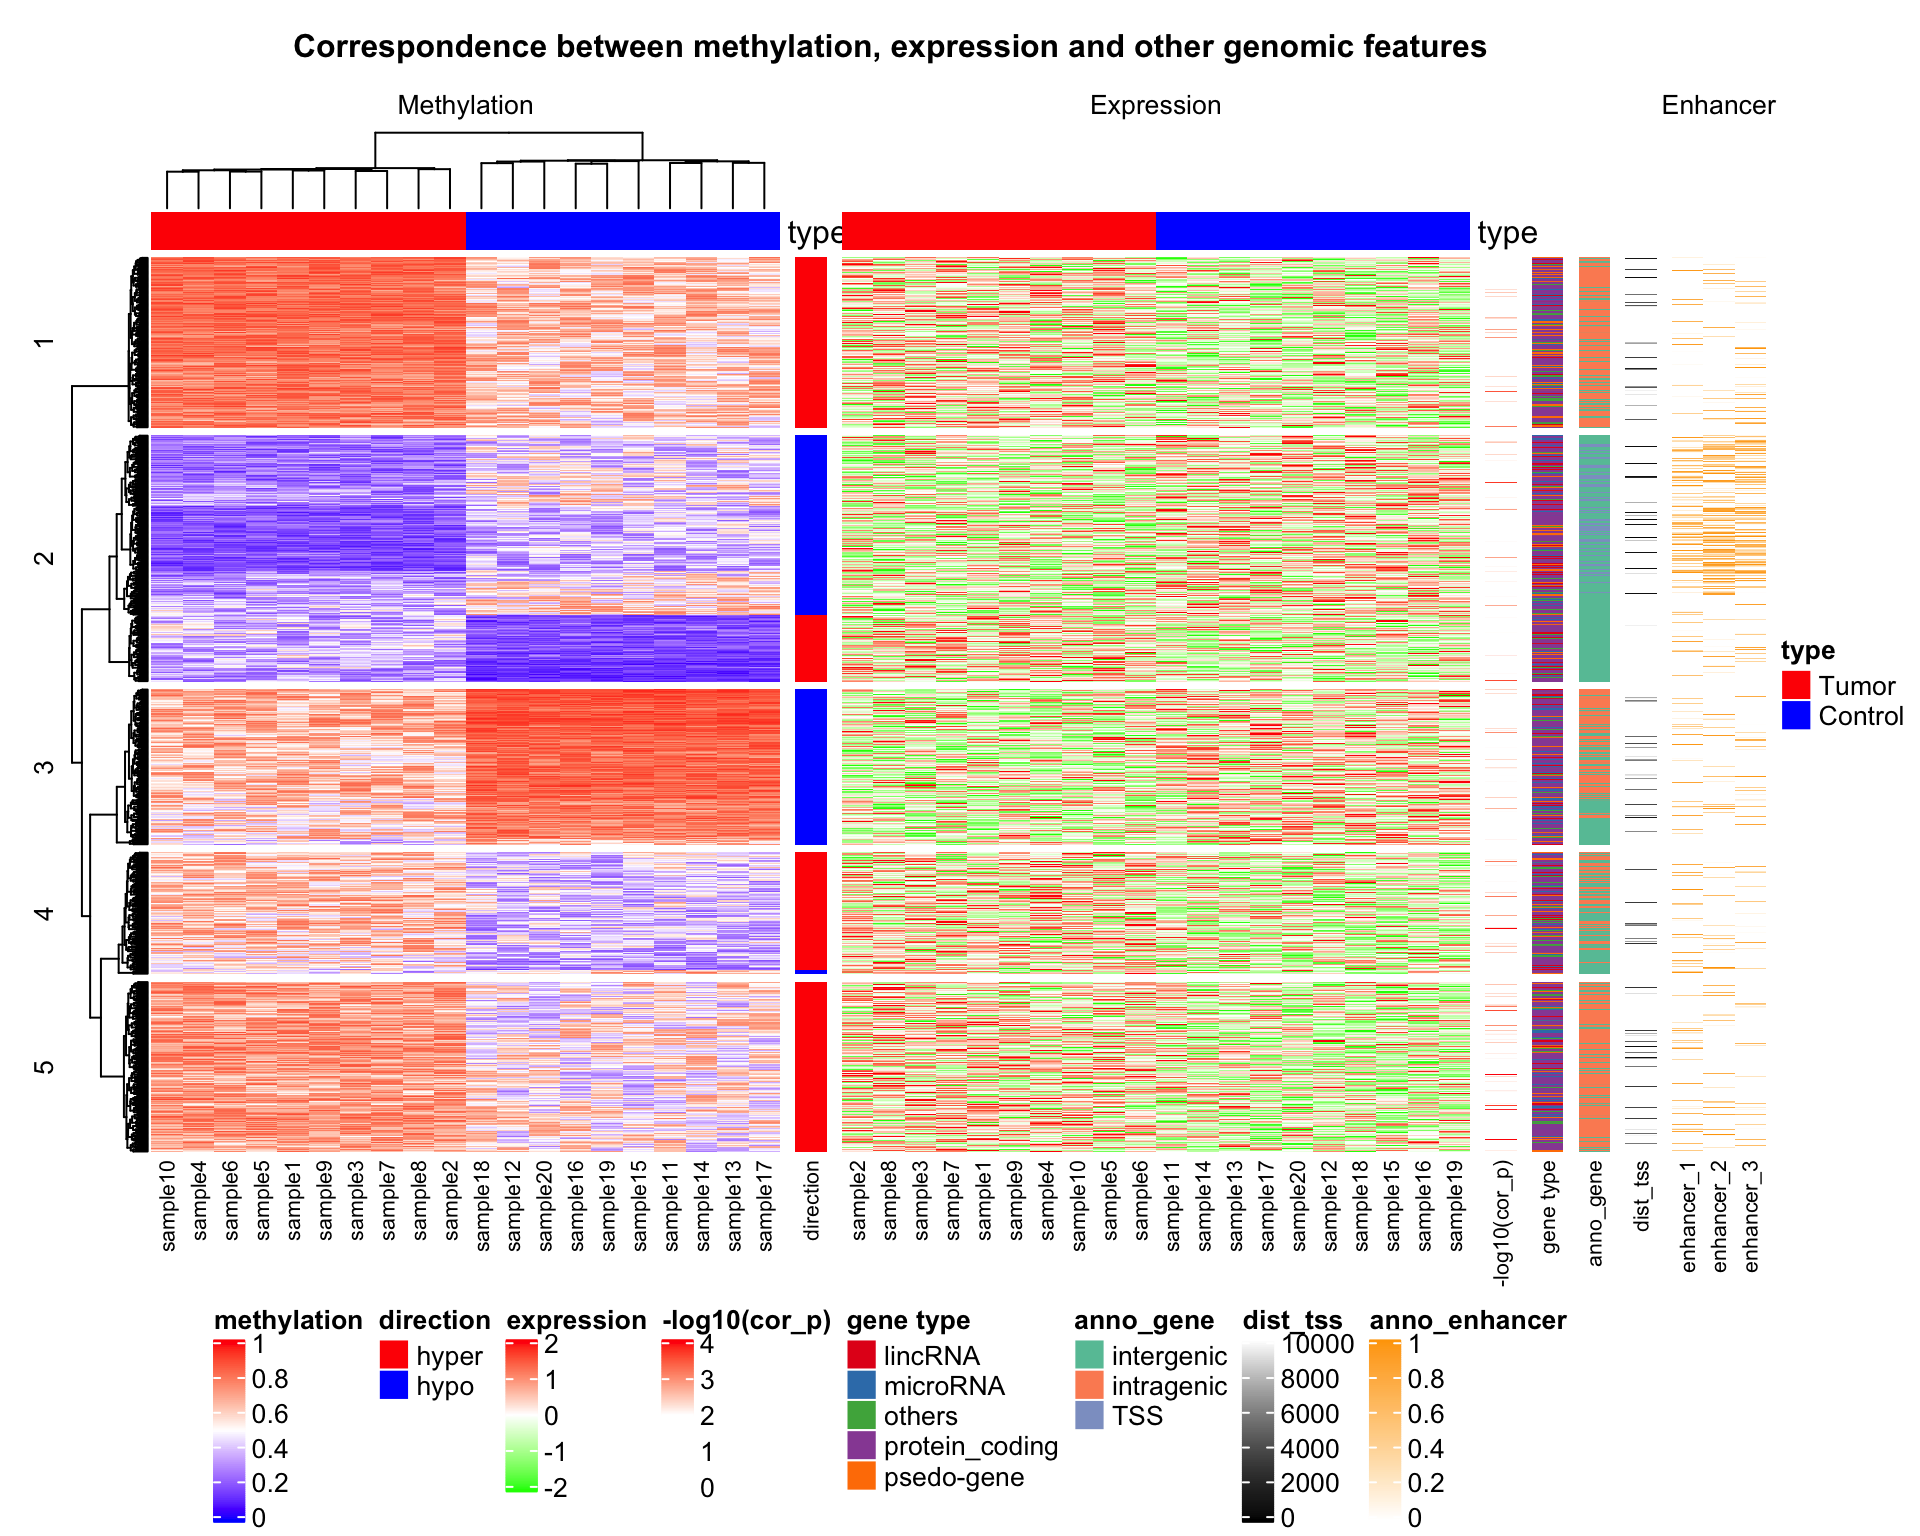 Correspondence between methylation, expression and other genomic features
Methylation
Expression
Enhancer
type
type
1
2
3
4
5
sample10
sample4
sample6
sample5
sample1
sample9
sample3
sample7
sample8
sample2
sample18
sample12
sample20
sample16
sample19
sample15
sample11
sample14
sample13
sample17
direction
sample2
sample8
sample3
sample7
sample1
sample9
sample4
sample10
sample5
sample6
sample11
sample14
sample13
sample17
sample20
sample12
sample18
sample15
sample16
sample19
-log10(cor_p)
gene type
anno_gene
dist_tss
enhancer_1
enhancer_2
enhancer_3
type
Tumor
Control
methylation
1
0.8
0.6
0.4
0.2
0
direction
hyper
hypo
expression
2
1
0
-1
-2
-log10(cor_p)
4
3
2
1
0
gene type
lincRNA
microRNA
others
protein_coding
psedo-gene
anno_gene
intergenic
intragenic
TSS
dist_tss
10000
8000
6000
4000
2000
0
anno_enhancer
1
0.8
0.6
0.4
0.2
0